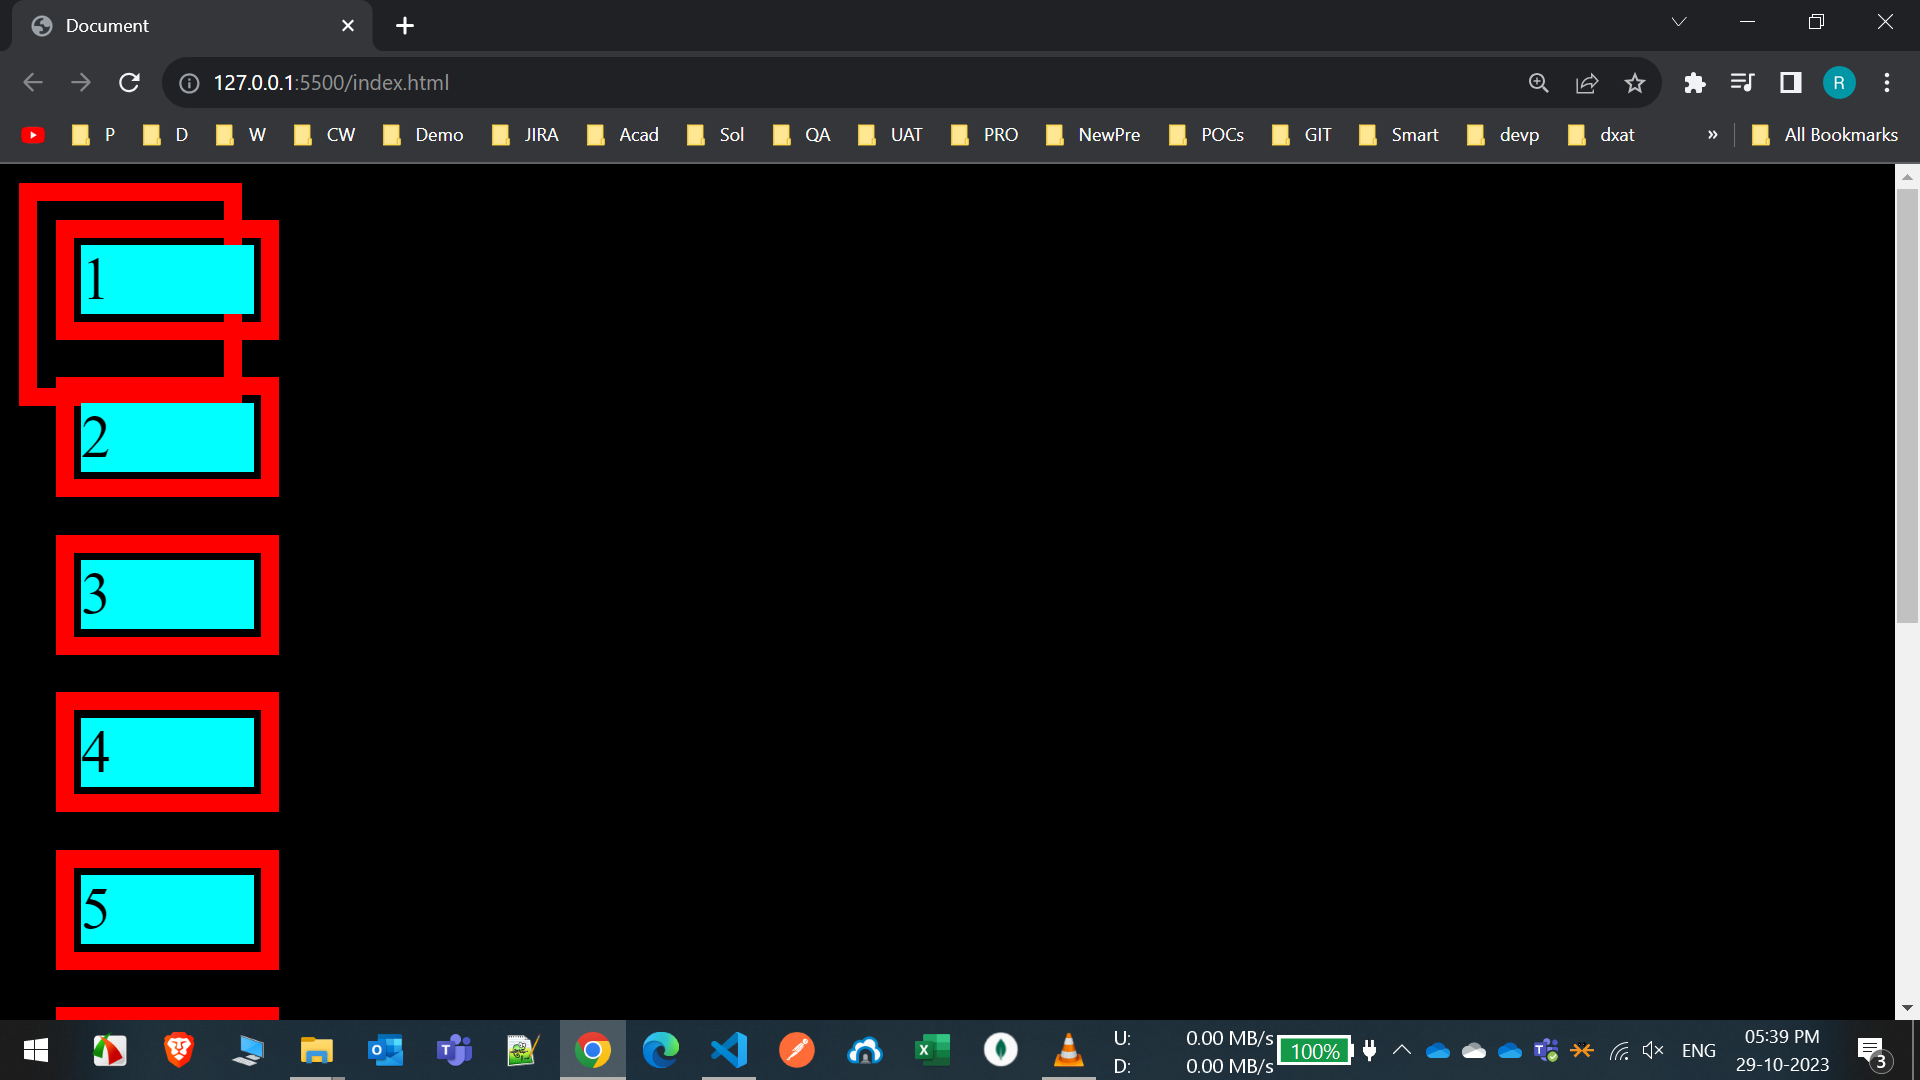 Document
127.0.0.1:5500/index.html
R
P D W CW Demo JIRA Acad Sol QA UAT PRO NewPre POCs GIT Smart devp dxat » All Bookmarks
1
2
3
4
5
U: 0.00 MB/s
D: 0.00 MB/s
100%
ENG
05:39 PM
29-10-2023
3